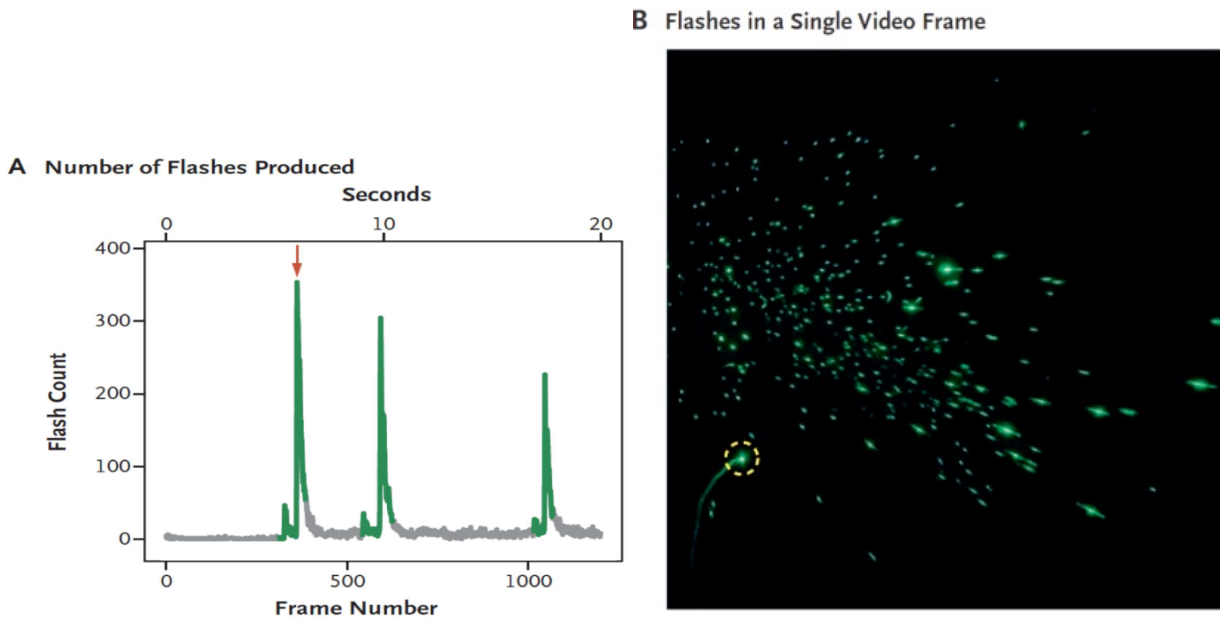 B Flashes in a Single Video Frame
A Number of Flashes Produced
Seconds
0 10 20
400
300
200
100
0
Flash Count
0 500 1000
Frame Number